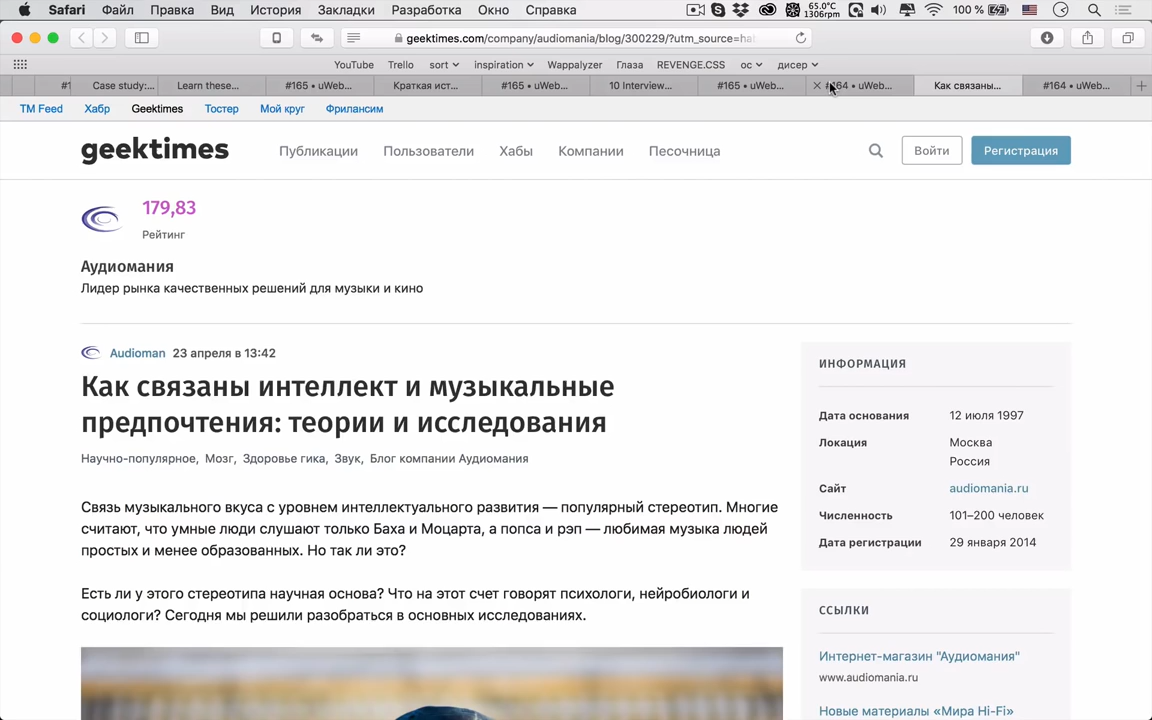 Safari Файл Правка Вид История Закладки Разработка Окно Справка 65.0°C 1306rpm 100 %
geektimes.com/company/audiomania/blog/300229/?utm_source=ha
YouTube Trello sort inspiration Wappalyzer Глаза REVENGE.CSS ос дисер
#1 Case study:... Learn these... #165 • uWeb... Краткая ист... #165 • uWeb... 10 Interview... #165 • uWeb... #164 • uWeb... Как связаны... #164 • uWeb...
TM Feed Хабр Geektimes Тостер Мой круг Фрилансим
geektimes Публикации Пользователи Хабы Компании Песочница Войти Регистрация
179,83
Рейтинг
Аудиомания
Лидер рынка качественных решений для музыки и кино
Audioman 23 апреля в 13:42
Как связаны интеллект и музыкальные
предпочтения: теории и исследования
Научно-популярное, Мозг, Здоровье гика, Звук, Блог компании Аудиомания
Связь музыкального вкуса с уровнем интеллектуального развития — популярный стереотип. Многие
считают, что умные люди слушают только Баха и Моцарта, а попса и рэп — любимая музыка людей
простых и менее образованных. Но так ли это?
Есть ли у этого стереотипа научная основа? Что на этот счет говорят психологи, нейробиологи и
социологи? Сегодня мы решили разобраться в основных исследованиях.
ИНФОРМАЦИЯ
Дата основания 12 июля 1997
Локация Москва
Россия
Сайт audiomania.ru
Численность 101–200 человек
Дата регистрации 29 января 2014
ССЫЛКИ
Интернет-магазин "Аудиомания"
www.audiomania.ru
Новые материалы «Мира Hi-Fi»